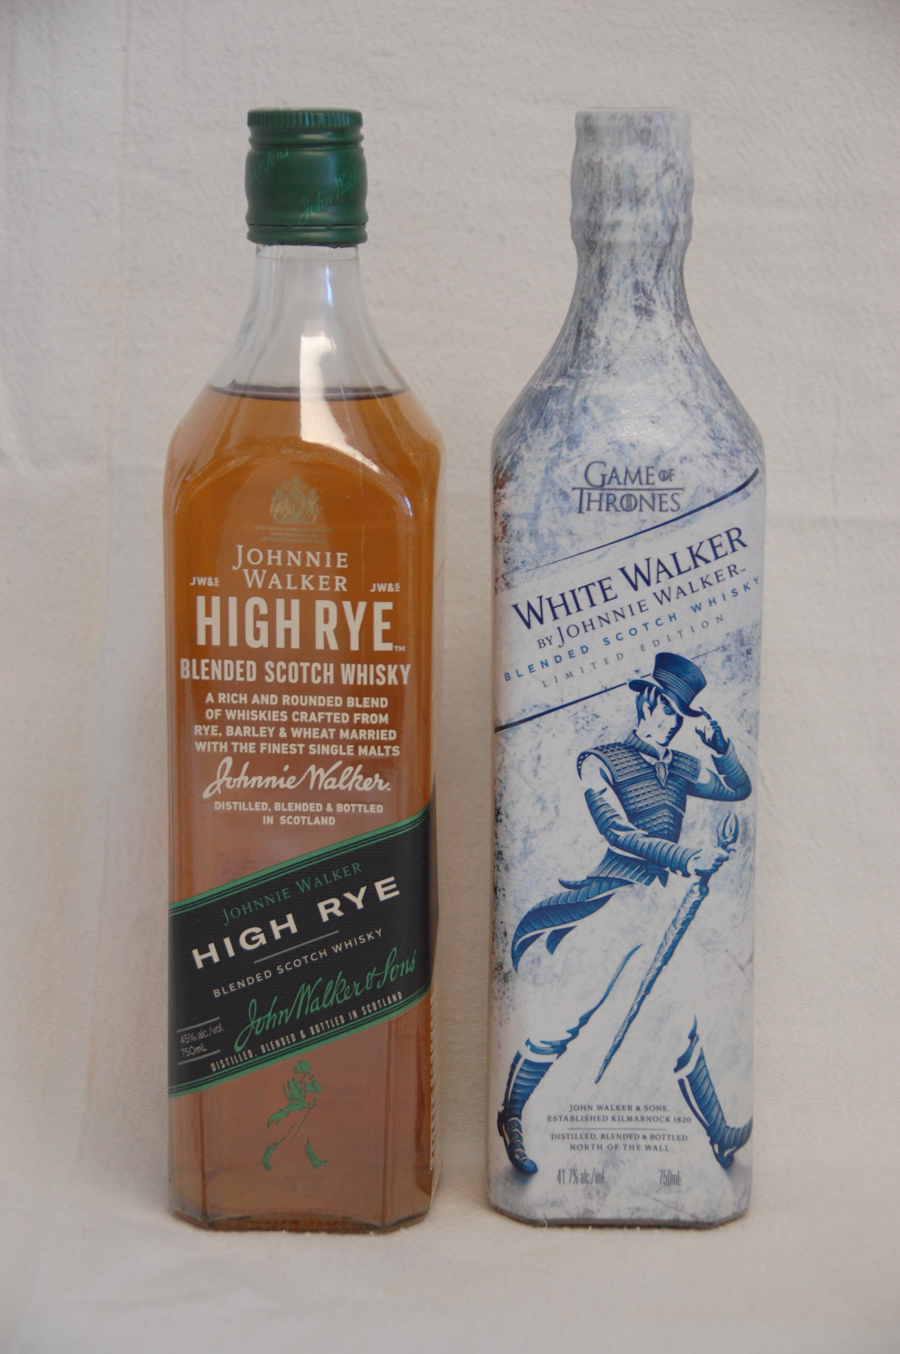 JOHNNIE
WALKER
JW&S
JW&S
HIGH RYE™
BLENDED SCOTCH WHISKY
A RICH AND ROUNDED BLEND
OF WHISKIES CRAFTED FROM
RYE, BARLEY & WHEAT MARRIED
WITH THE FINEST SINGLE MALTS
Johnnie Walker.
DISTILLED, BLENDED & BOTTLED
IN SCOTLAND
JOHNNIE WALKER
HIGH RYE
BLENDED SCOTCH WHISKY
John Walker & Sons
DISTILLED, BLENDED & BOTTLED IN SCOTLAND
45% alc./vol.
750mL
GAME OF
THRONES
WHITE WALKER
BY JOHNNIE WALKER™
BLENDED SCOTCH WHISKY
LIMITED EDITION
JOHN WALKER & SONS,
ESTABLISHED KILMARNOCK 1820
DISTILLED, BLENDED & BOTTLED
NORTH OF THE WALL
41.7% alc./vol.
750ml